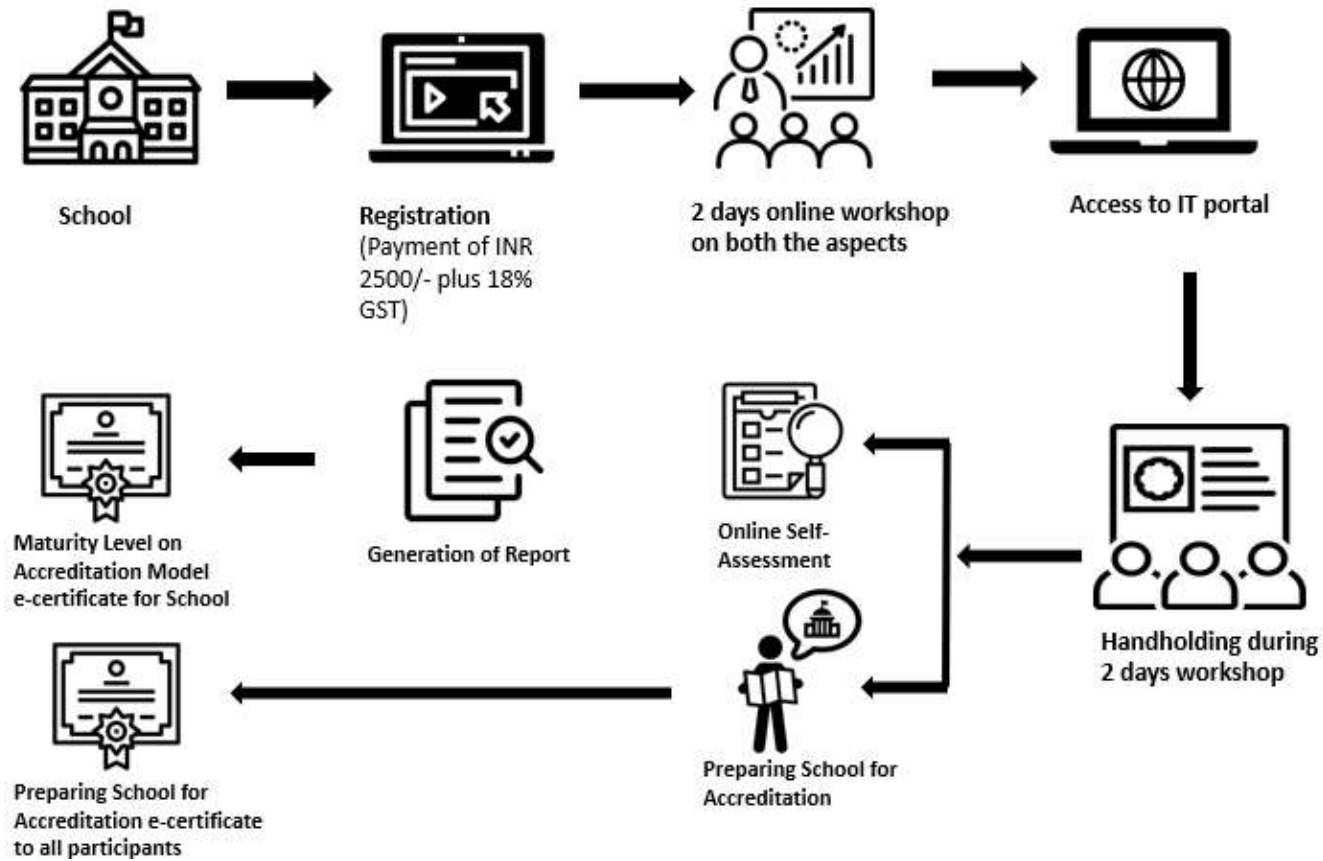 School
Registration
(Payment of INR
2500/- plus 18%
GST)
2 days online workshop
on both the aspects
Access to IT portal
Maturity Level on
Accreditation Model
e-certificate for School
Generation of Report
Online Self-
Assessment
Handholding during
2 days workshop
Preparing School for
Accreditation e-certificate
to all participants
Preparing School for
Accreditation